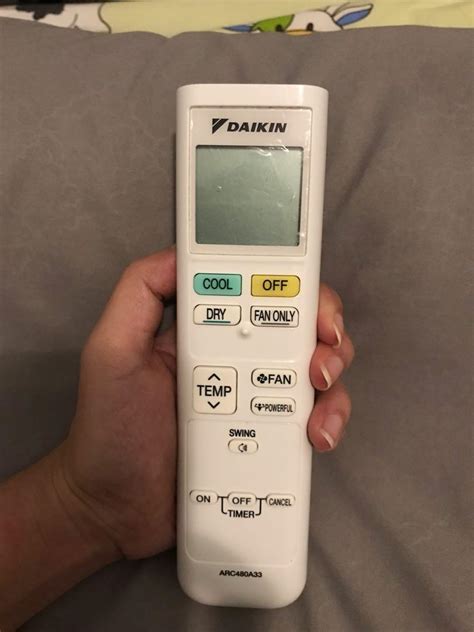 DAIKIN
COOL OFF
DRY FAN ONLY
TEMP FAN
POWERFUL
SWING
ON OFF CANCEL
TIMER
ARC480A33